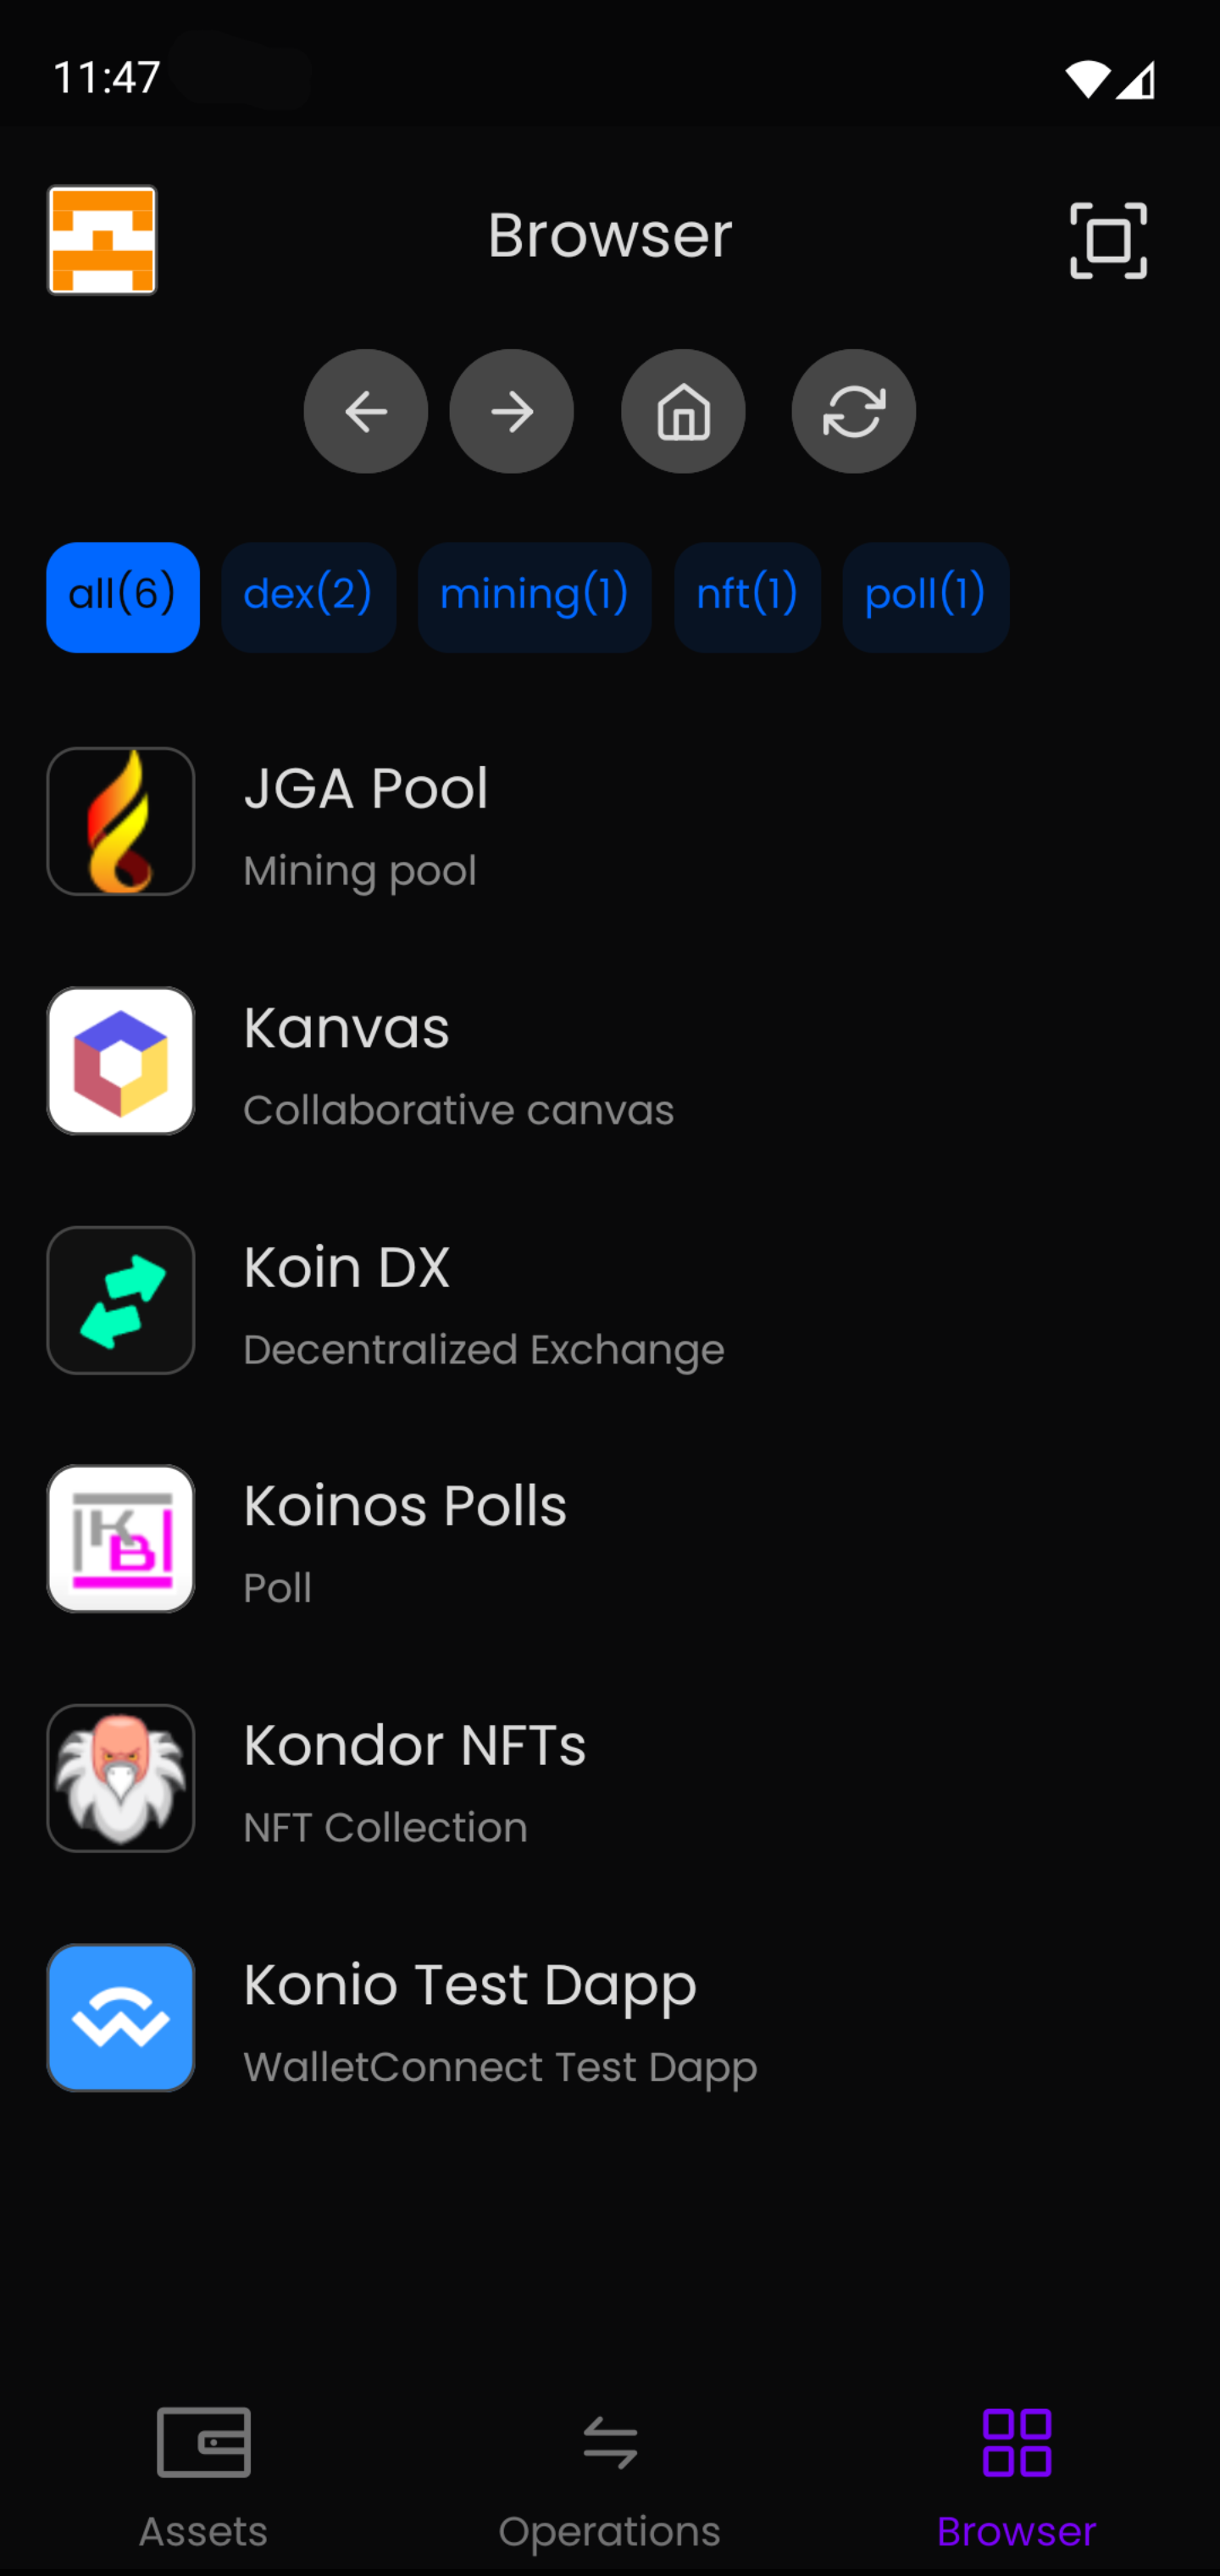 11:47
Browser
all(6) dex(2) mining(1) nft(1) poll(1)
JGA Pool
Mining pool
Kanvas
Collaborative canvas
Koin DX
Decentralized Exchange
KB
Koinos Polls
Poll
Kondor NFTs
NFT Collection
Konio Test Dapp
WalletConnect Test Dapp
Assets Operations Browser